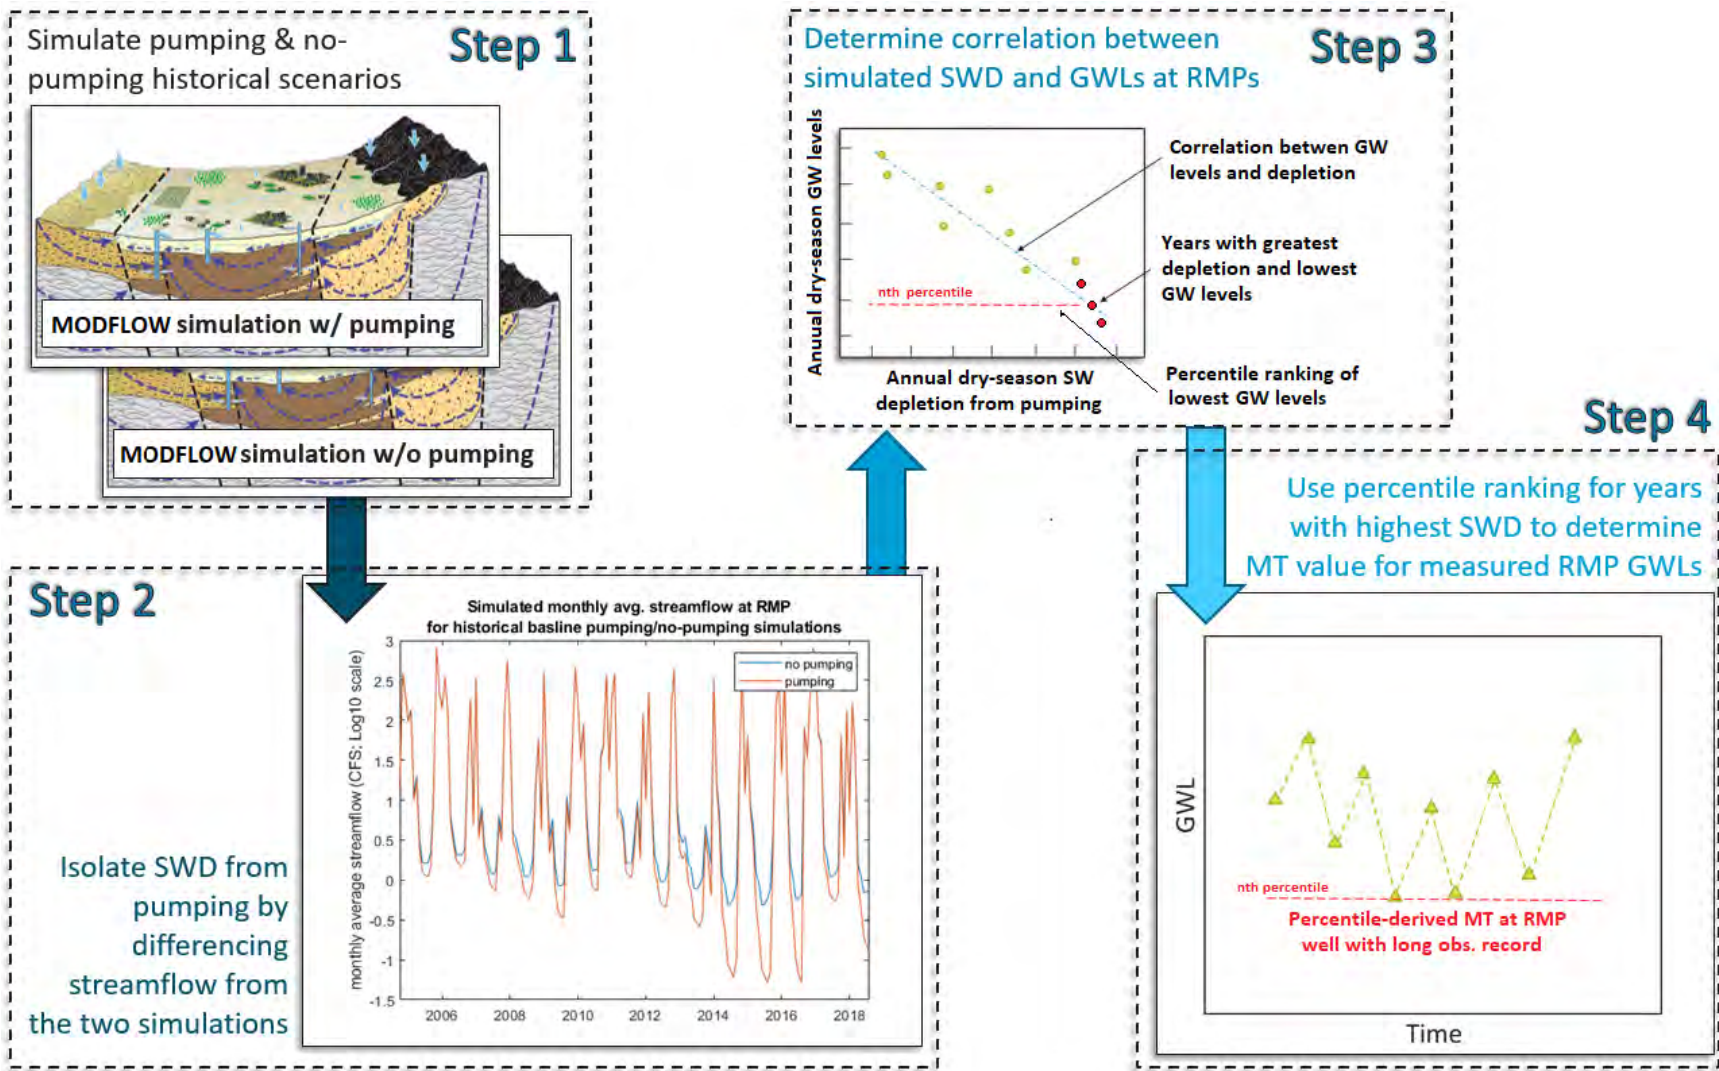 Step 1
Simulate pumping & no-
pumping historical scenarios
MODFLOW simulation w/ pumping
MODFLOW simulation w/o pumping
Step 2
Isolate SWD from
pumping by
differencing
streamflow from
the two simulations
Simulated monthly avg. streamflow at RMP
for historical basline pumping/no-pumping simulations
no pumping
pumping
monthly average streamflow (CFS; Log10 scale)
3
2.5
2
1.5
1
0.5
0
-0.5
-1
-1.5
2006 2008 2010 2012 2014 2016 2018
Step 3
Determine correlation between
simulated SWD and GWLs at RMPs
Annual dry-season GW levels
Correlation betwen GW
levels and depletion
Years with greatest
depletion and lowest
GW levels
nth percentile
Percentile ranking of
lowest GW levels
Annual dry-season SW
depletion from pumping
Step 4
Use percentile ranking for years
with highest SWD to determine
MT value for measured RMP GWLs
GWL
nth percentile
Percentile-derived MT at RMP
well with long obs. record
Time